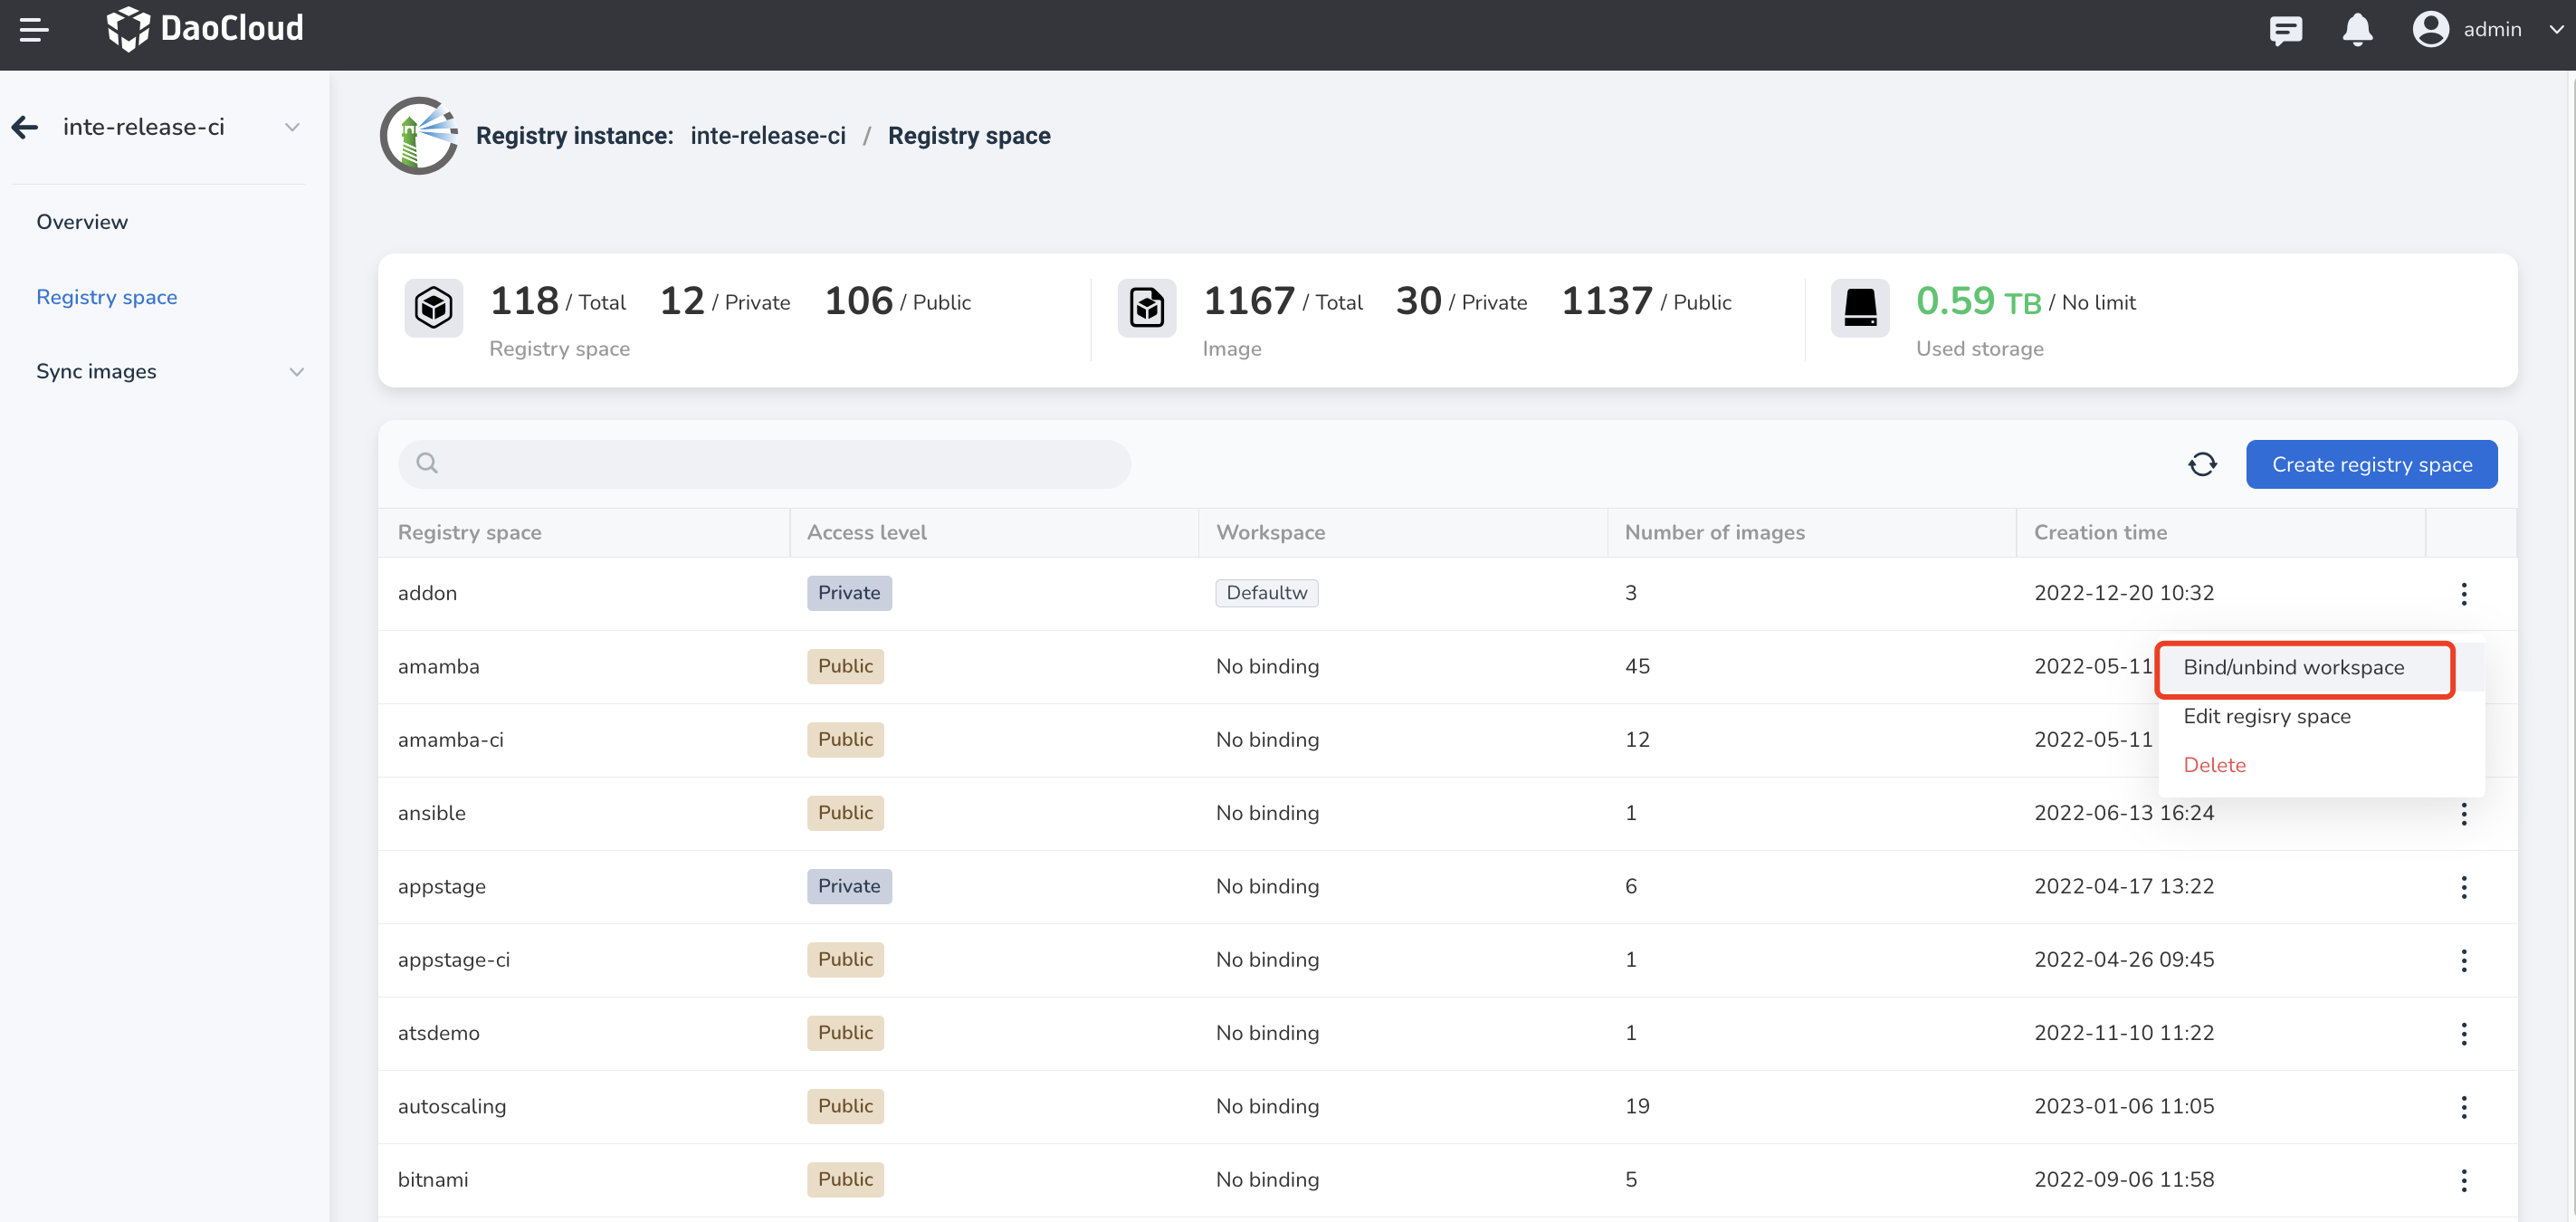 DaoCloud
admin
inte-release-ci
Registry instance: inte-release-ci / Registry space
Overview
Registry space
Sync images
118 / Total 12 / Private 106 / Public
Registry space
1167 / Total 30 / Private 1137 / Public
Image
0.59 TB / No limit
Used storage
Create registry space
Registry space Access level Workspace Number of images Creation time
addon Private Defaultw 3 2022-12-20 10:32
amamba Public No binding 45 2022-05-11
amamba-ci Public No binding 12 2022-05-11
Bind/unbind workspace
Edit regisry space
Delete
ansible Public No binding 1 2022-06-13 16:24
appstage Private No binding 6 2022-04-17 13:22
appstage-ci Public No binding 1 2022-04-26 09:45
atsdemo Public No binding 1 2022-11-10 11:22
autoscaling Public No binding 19 2023-01-06 11:05
bitnami Public No binding 5 2022-09-06 11:58